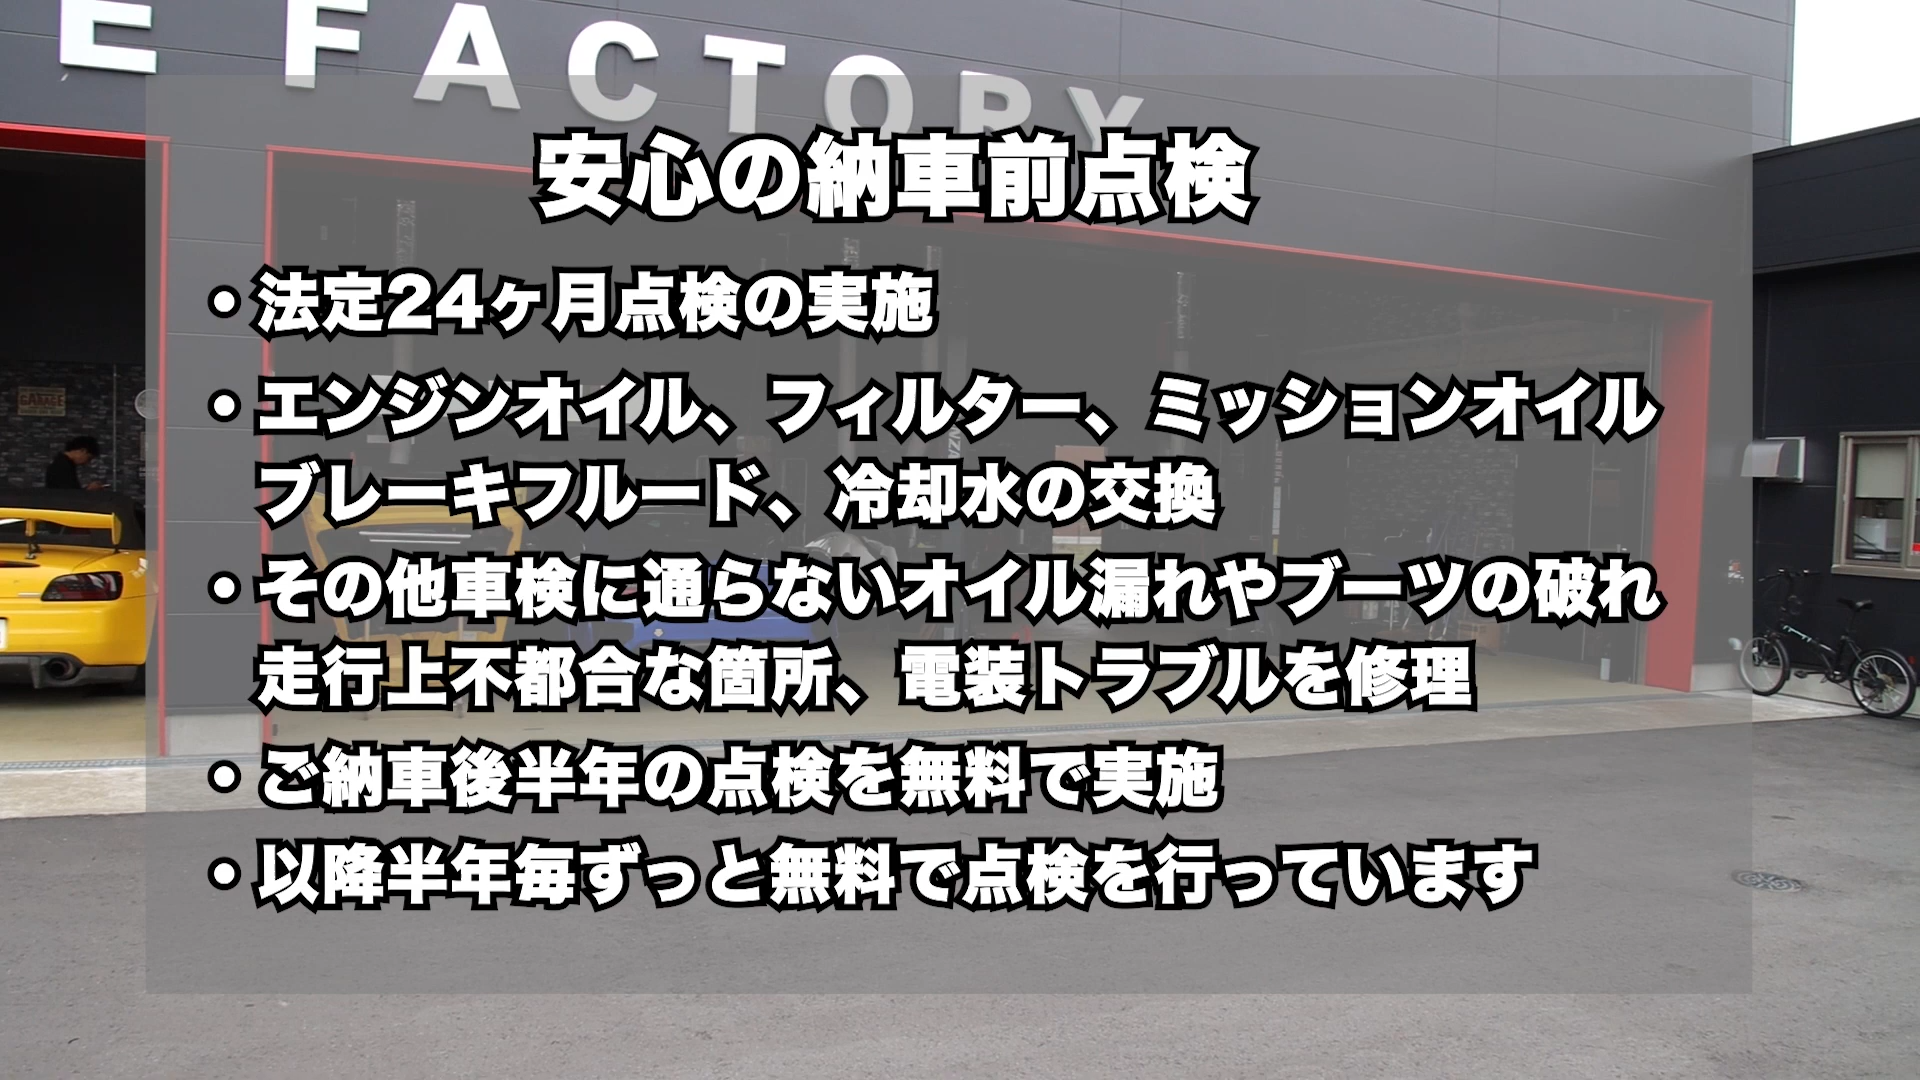 E FACTORY
安心の納車前点検
・法定24ヶ月点検の実施
・エンジンオイル、フィルター、ミッションオイル
ブレーキフルード、冷却水の交換
・その他車検に通らないオイル漏れやブーツの破れ
走行上不都合な箇所、電装トラブルを修理
・ご納車後半年の点検を無料で実施
・以降半年毎ずっと無料で点検を行っています
GARAGE